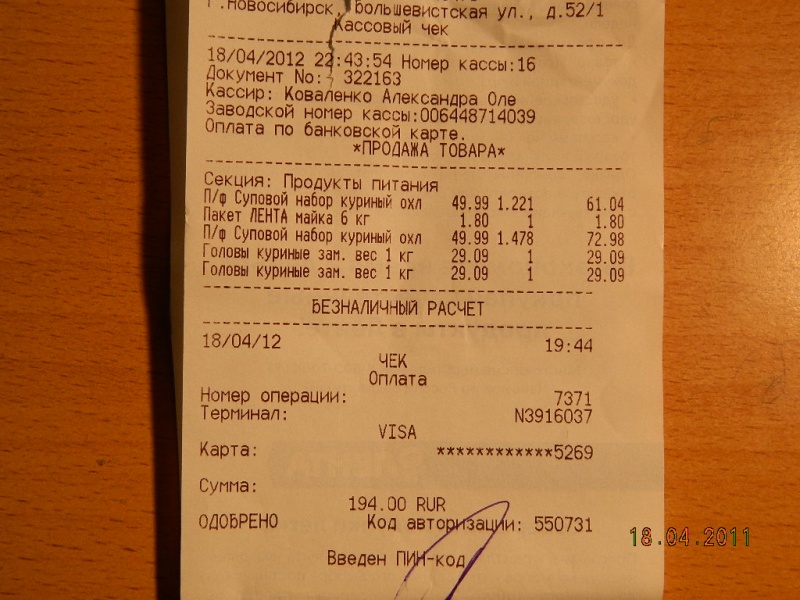 г.Новосибирск, Большевистская ул., д.52/1
Кассовый чек
18/04/2012 22:43:54 Номер кассы:16
Документ No: 322163
Кассир: Коваленко Александра Оле
Заводской номер кассы:006448714039
Оплата по банковской карте.
*ПРОДАЖА ТОВАРА*
Секция: Продукты питания
П/ф Суповой набор куриный охл 49.99 1.221 61.04
Пакет ЛЕНТА майка 6 кг 1.80 1 1.80
П/ф Суповой набор куриный охл 49.99 1.478 72.98
Головы куриные зам. вес 1 кг 29.09 1 29.09
Головы куриные зам. вес 1 кг 29.09 1 29.09
БЕЗНАЛИЧНЫЙ РАСЧЕТ
18/04/12 19:44
ЧЕК
Оплата
Номер операции: 7371
Терминал: N3916037
VISA
Карта: ************5269
Сумма:
194.00 RUR
ОДОБРЕНО Код авторизации: 550731
Введен ПИН-код
18.04.2011